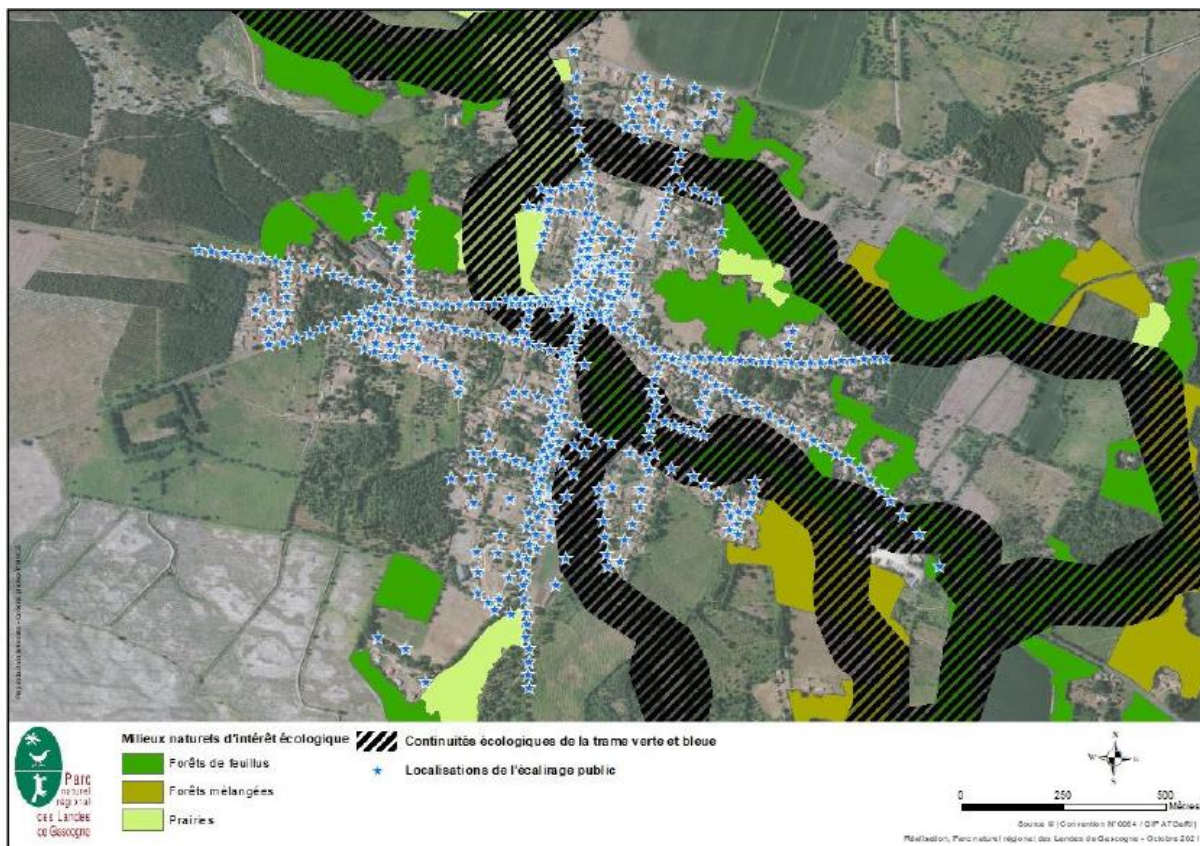 Milieux naturels d'intérêt écologique
Forêts de feuillus
Forêts mélangées
Prairies
Continuités écologiques de la trame verte et bleue
Localisations de l'écalirage public
Parc
naturel
régional
des Landes
de Gascogne
N
W
E
S
0 250 500
Mètres
Réalisation, Parc naturel régional des Landes de Gascogne - Octobre 2021